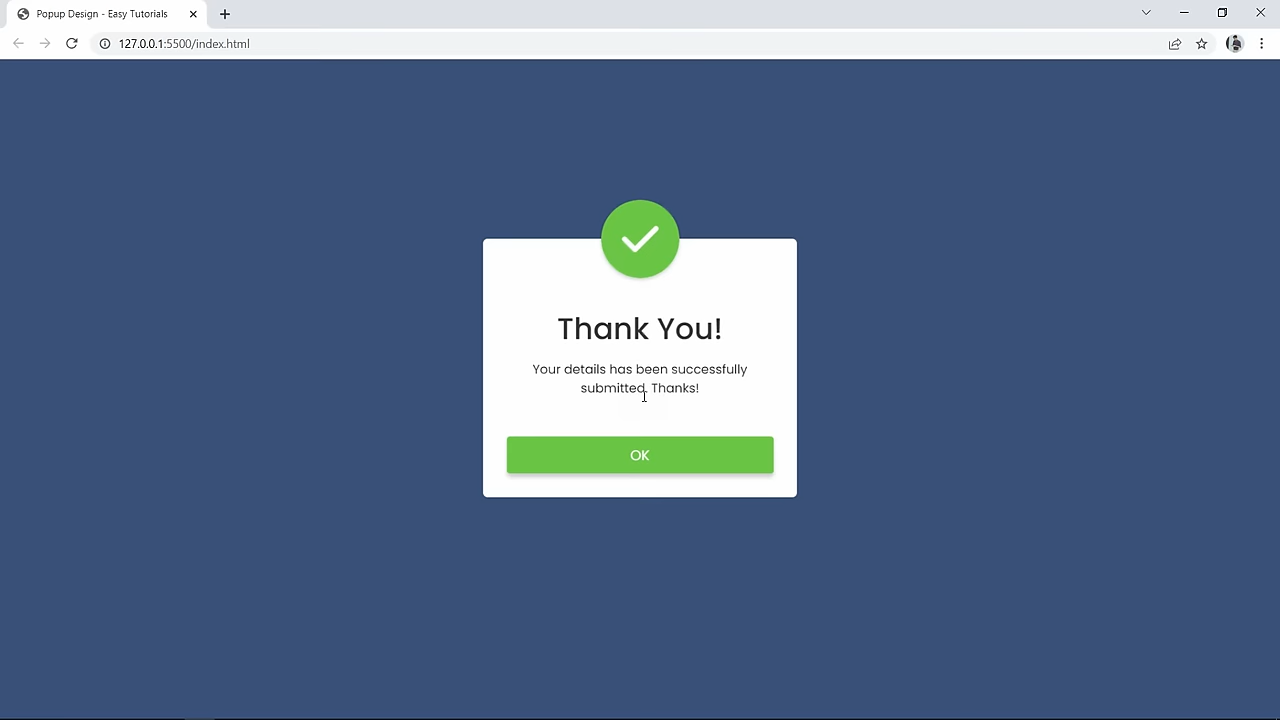 Popup Design - Easy Tutorials
127.0.0.1:5500/index.html
Thank You!
Your details has been successfully
submitted. Thanks!
OK